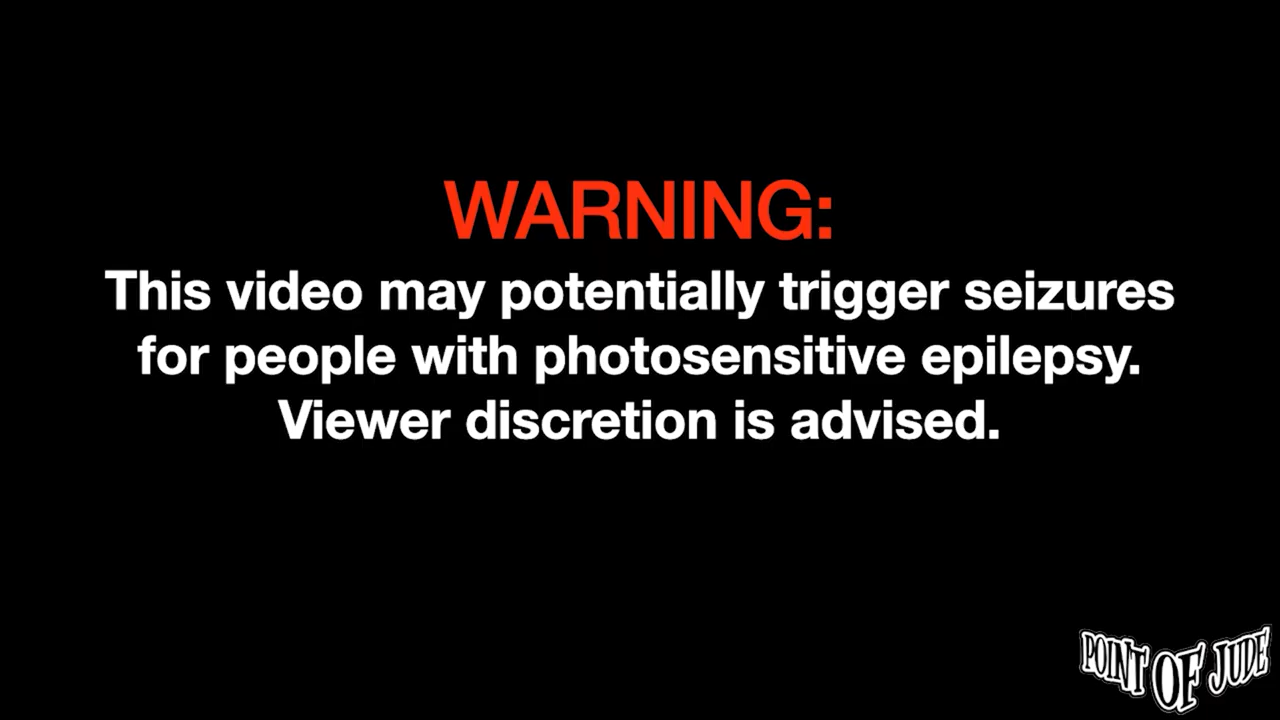 WARNING:
This video may potentially trigger seizures
for people with photosensitive epilepsy.
Viewer discretion is advised.
POINT OF JUDE